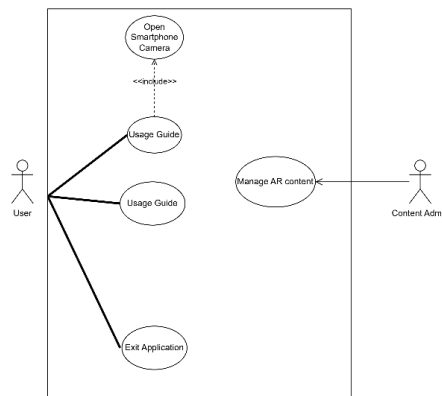 Open
Smartphone
Camera
<<include>>
Usage Guide
Manage AR content
Usage Guide
User
Content Adm
Exit Application